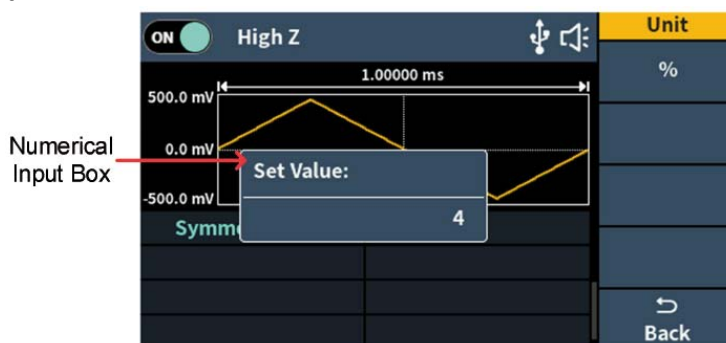 ON High Z Unit
1.00000 ms %
500.0 mV
0.0 mV
-500.0 mV
Numerical
Input Box
Set Value:
4
Symm
Back